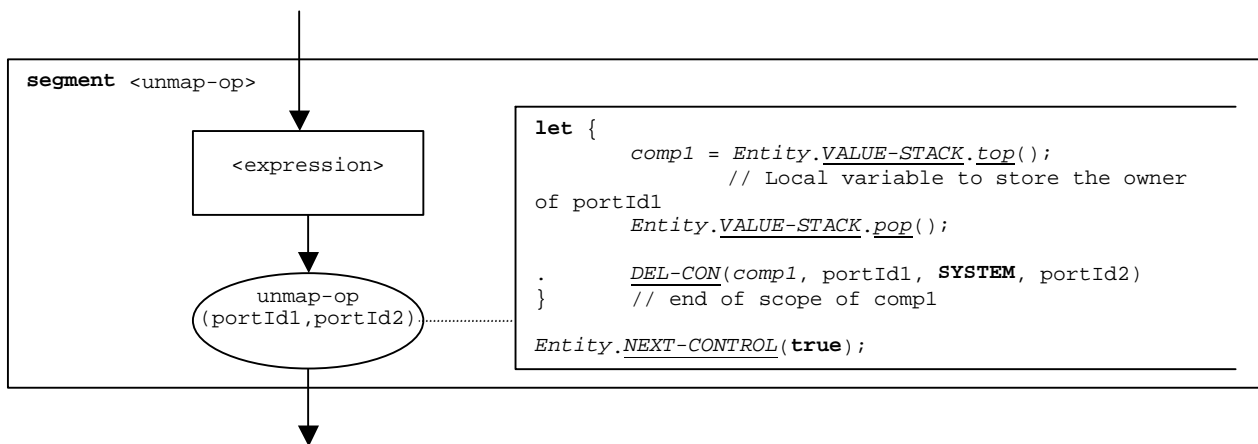 segment <unmap-op>
<expression>
unmap-op
(portId1,portId2)
let {
comp1 = Entity.VALUE-STACK.top();
// Local variable to store the owner
of portId1
Entity.VALUE-STACK.pop();
. DEL-CON(comp1, portId1, SYSTEM, portId2)
} // end of scope of comp1
Entity.NEXT-CONTROL(true);